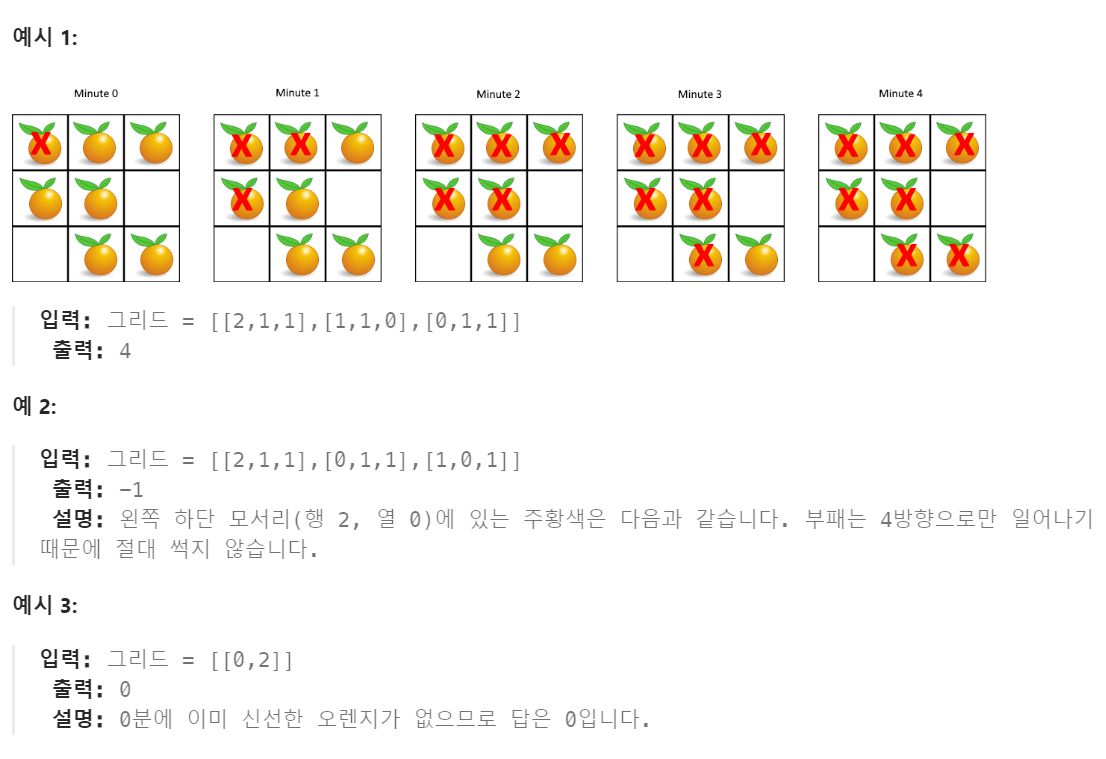 예시 1:
Minute 0 Minute 1 Minute 2 Minute 3 Minute 4
X X X X X X X X X X X X X X X X X X X X X
입력: 그리드 = [[2,1,1],[1,1,0],[0,1,1]]
출력: 4
예 2:
입력: 그리드 = [[2,1,1],[0,1,1],[1,0,1]]
출력: -1
설명: 왼쪽 하단 모서리(행 2, 열 0)에 있는 주황색은 다음과 같습니다. 부패는 4방향으로만 일어나기
때문에 절대 썩지 않습니다.
예시 3:
입력: 그리드 = [[0,2]]
출력: 0
설명: 0분에 이미 신선한 오렌지가 없으므로 답은 0입니다.